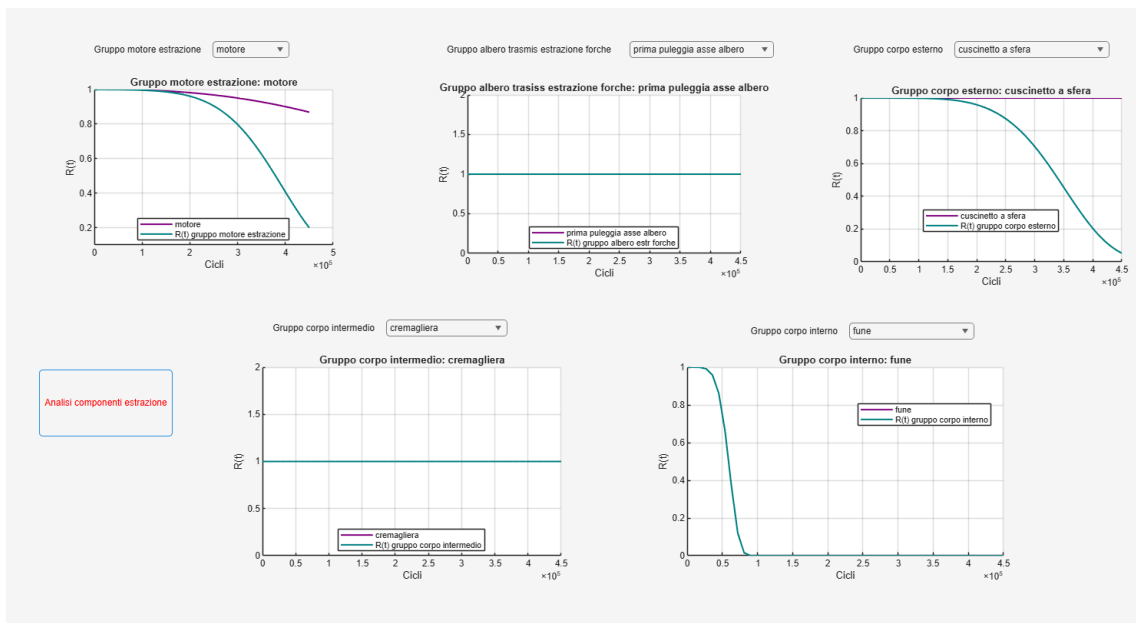 Gruppo motore estrazione motore
Gruppo albero trasmis estrazione forche prima puleggia asse albero
Gruppo corpo esterno cuscinetto a sfera
Gruppo motore estrazione: motore
1
0.8
0.6
0.4
0.2
R(t)
motore
R(t) gruppo motore estrazione
0 1 2 3 4 5
Cicli
×10⁵
Gruppo albero trasiss estrazione forche: prima puleggia asse albero
2
1.5
1
0.5
0
R(t)
prima puleggia asse albero
R(t) gruppo albero estr forche
0 0.5 1 1.5 2 2.5 3 3.5 4 4.5
Cicli
×10⁵
Gruppo corpo esterno: cuscinetto a sfera
1
0.8
0.6
0.4
0.2
0
R(t)
cuscinetto a sfera
R(t) gruppo corpo esterno
0 0.5 1 1.5 2 2.5 3 3.5 4 4.5
Cicli
×10⁵
Analisi componenti estrazione
Gruppo corpo intermedio cremagliera
Gruppo corpo intermedio: cremagliera
2
1.5
1
0.5
0
R(t)
cremagliera
R(t) gruppo corpo intermedio
0 0.5 1 1.5 2 2.5 3 3.5 4 4.5
Cicli
×10⁵
Gruppo corpo interno fune
Gruppo corpo interno: fune
1
0.8
0.6
0.4
0.2
0
R(t)
fune
R(t) gruppo corpo interno
0 0.5 1 1.5 2 2.5 3 3.5 4 4.5
Cicli
×10⁵